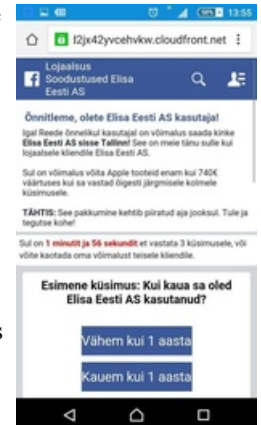 50%
13:55
f2jx42yvcehvkw.cloudfront.net
Lojaalsus
Soodustused Elisa
Eesti AS
Õnnitleme, olete Elisa Eesti AS kasutaja!
Igal Reede õnnelikul kasutajal on võimalus saada kinke
Elisa Eesti AS sisse Tallinn! See on meie tänu sulle kui
lojaalsele kliendile Elisa Eesti AS.
Sul on võimalus võita Apple tooteid enam kui 740€
väärtuses kui sa vastad õigesti järgmisele kolmele
küsimusele.
TÄHTIS: See pakkumine kehtib piiratud aja jooksul. Tule ja
tegutse kohe!
Sul on 1 minutit ja 56 sekundit et vastata 3 küsimusele, või
võite kaotada oma võimalust teisele kliendile.
Esimene küsimus: Kui kaua sa oled
Elisa Eesti AS kasutanud?
Vähem kui 1 aasta
Kauem kui 1 aasta